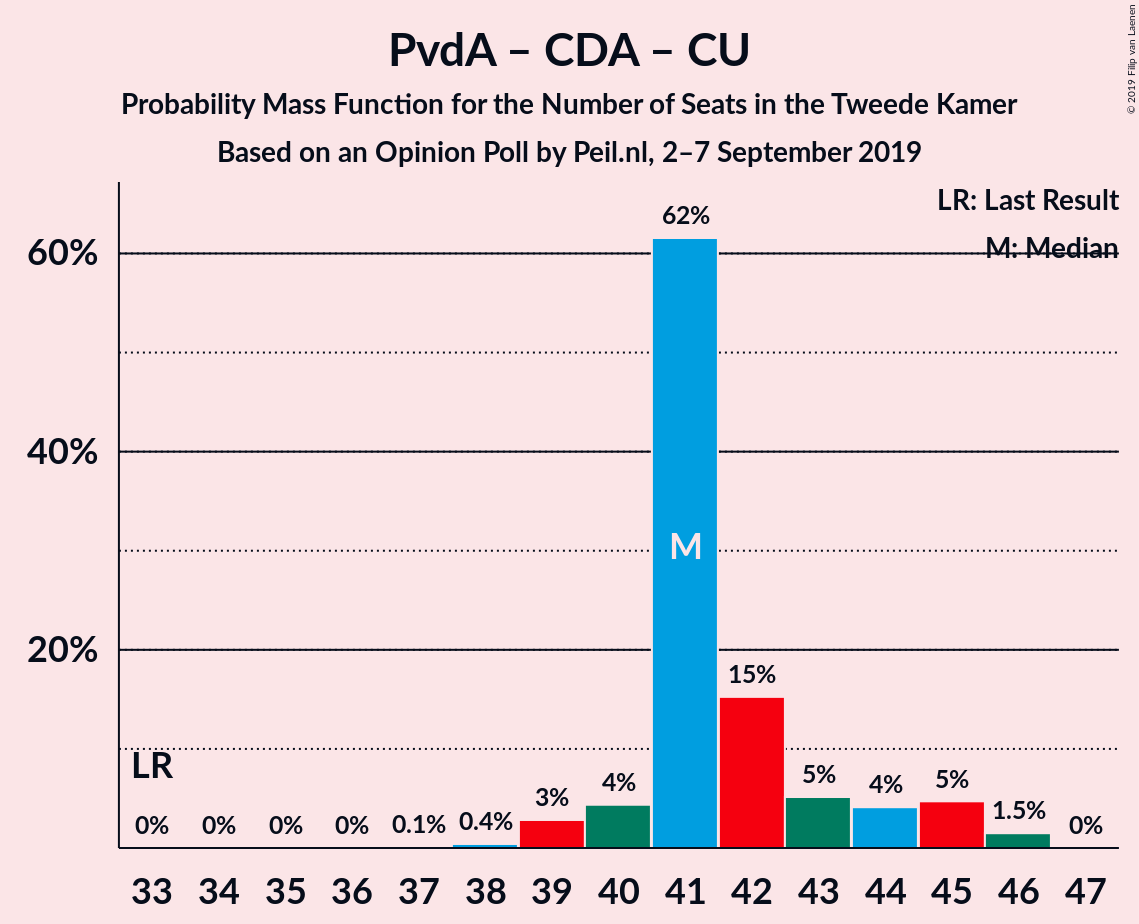 PvdA – CDA – CU
Probability Mass Function for the Number of Seats in the Tweede Kamer
Based on an Opinion Poll by Peil.nl, 2–7 September 2019
© 2019 Filip van Laenen
LR: Last Result
M: Median
60%
40%
20%
62%
M
15%
LR
0%
0%
0%
0%
0.1%
0.4%
3%
4%
5%
4%
5%
1.5%
0%
33 34 35 36 37 38 39 40 41 42 43 44 45 46 47